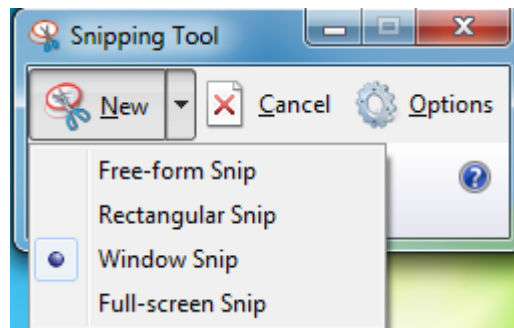 Snipping Tool
New Cancel Options
Free-form Snip
Rectangular Snip
Window Snip
Full-screen Snip